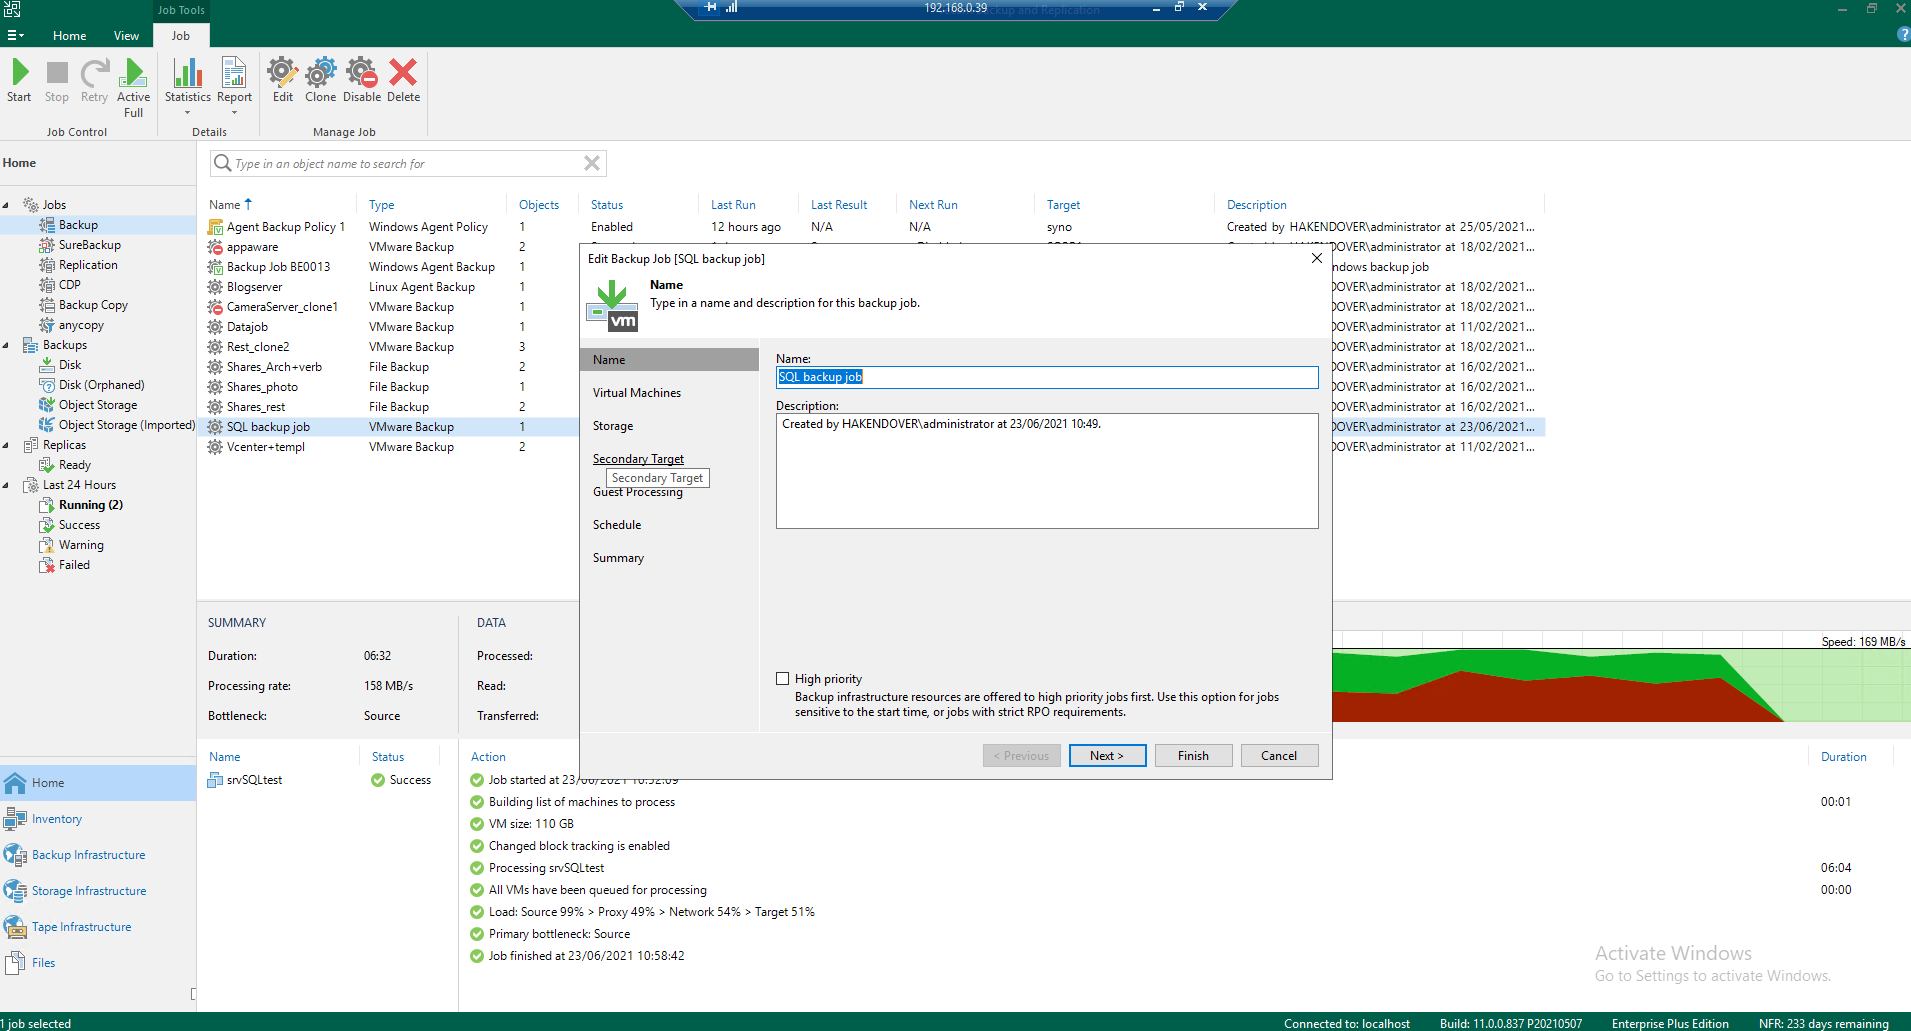 Job Tools
192.168.0.39
Backup and Replication
Home View Job
Start Stop Retry Active Full Statistics Report Edit Clone Disable Delete
Job Control Details Manage Job
Home
Type in an object name to search for
Jobs
Backup
SureBackup
Replication
CDP
Backup Copy
anycopy
Backups
Disk
Disk (Orphaned)
Object Storage
Object Storage (Imported)
Replicas
Ready
Last 24 Hours
Running (2)
Success
Warning
Failed
Name Type Objects Status Last Run Last Result Next Run Target Description
Agent Backup Policy 1 Windows Agent Policy 1 Enabled 12 hours ago N/A N/A syno Created by HAKENDOVER\administrator at 25/05/2021...
appaware VMware Backup 2 OVER\administrator at 18/02/2021...
Backup Job BE0013 Windows Agent Backup 1 ndows backup job
Blogserver Linux Agent Backup 1 OVER\administrator at 18/02/2021...
CameraServer_clone1 VMware Backup 1 OVER\administrator at 18/02/2021...
Datajob VMware Backup 1 OVER\administrator at 11/02/2021...
Rest_clone2 VMware Backup 3 OVER\administrator at 18/02/2021...
Shares_Arch+verb File Backup 2 OVER\administrator at 16/02/2021...
Shares_photo File Backup 1 OVER\administrator at 16/02/2021...
Shares_rest File Backup 2 OVER\administrator at 16/02/2021...
SQL backup job VMware Backup 1 OVER\administrator at 23/06/2021...
Vcenter+templ VMware Backup 2 OVER\administrator at 11/02/2021...
Edit Backup Job [SQL backup job]
vm
Name
Type in a name and description for this backup job.
Name
Virtual Machines
Storage
Secondary Target
Secondary Target
Guest Processing
Schedule
Summary
Name:
SQL backup job
Description:
Created by HAKENDOVER\administrator at 23/06/2021 10:49.
High priority
Backup infrastructure resources are offered to high priority jobs first. Use this option for jobs
sensitive to the start time, or jobs with strict RPO requirements.
< Previous Next > Finish Cancel
SUMMARY
Duration: 06:32
Processing rate: 158 MB/s
Bottleneck: Source
DATA
Processed:
Read:
Transferred:
Speed: 169 MB/s
Name Status
srvSQLtest Success
Action Duration
Job started at 23/06/2021 10:52:09
Building list of machines to process 00:01
VM size: 110 GB
Changed block tracking is enabled
Processing srvSQLtest 06:04
All VMs have been queued for processing 00:00
Load: Source 99% > Proxy 49% > Network 54% > Target 51%
Primary bottleneck: Source
Job finished at 23/06/2021 10:58:42
Home
Inventory
Backup Infrastructure
Storage Infrastructure
Tape Infrastructure
Files
Activate Windows
Go to Settings to activate Windows.
1 job selected
Connected to: localhost Build: 11.0.0.837 P20210507 Enterprise Plus Edition NFR: 233 days remaining